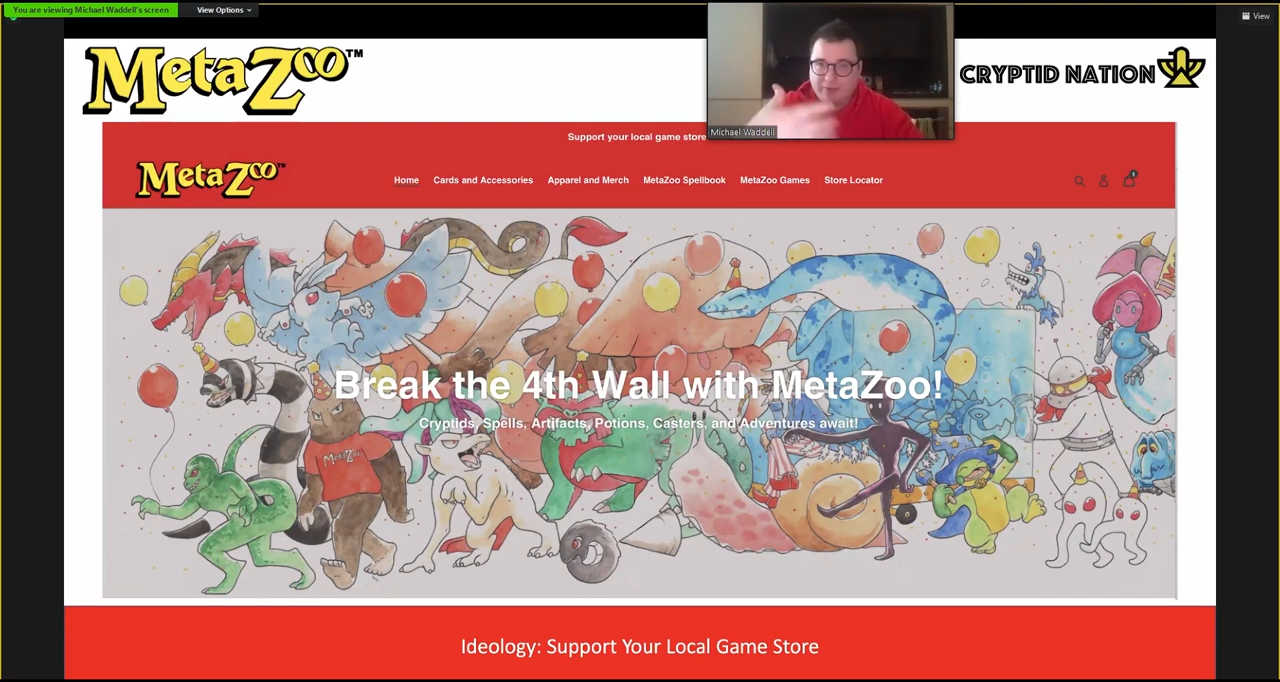 You are viewing Michael Waddell's screen
View Options
View
MetaZoo™
CRYPTID NATION
Michael Waddell
Support your local game store
MetaZoo™
Home
Cards and Accessories
Apparel and Merch
MetaZoo Spellbook
MetaZoo Games
Store Locator
1
Break the 4th Wall with MetaZoo!
Cryptids, Spells, Artifacts, Potions, Casters, and Adventures await!
MetaZoo
Ideology: Support Your Local Game Store